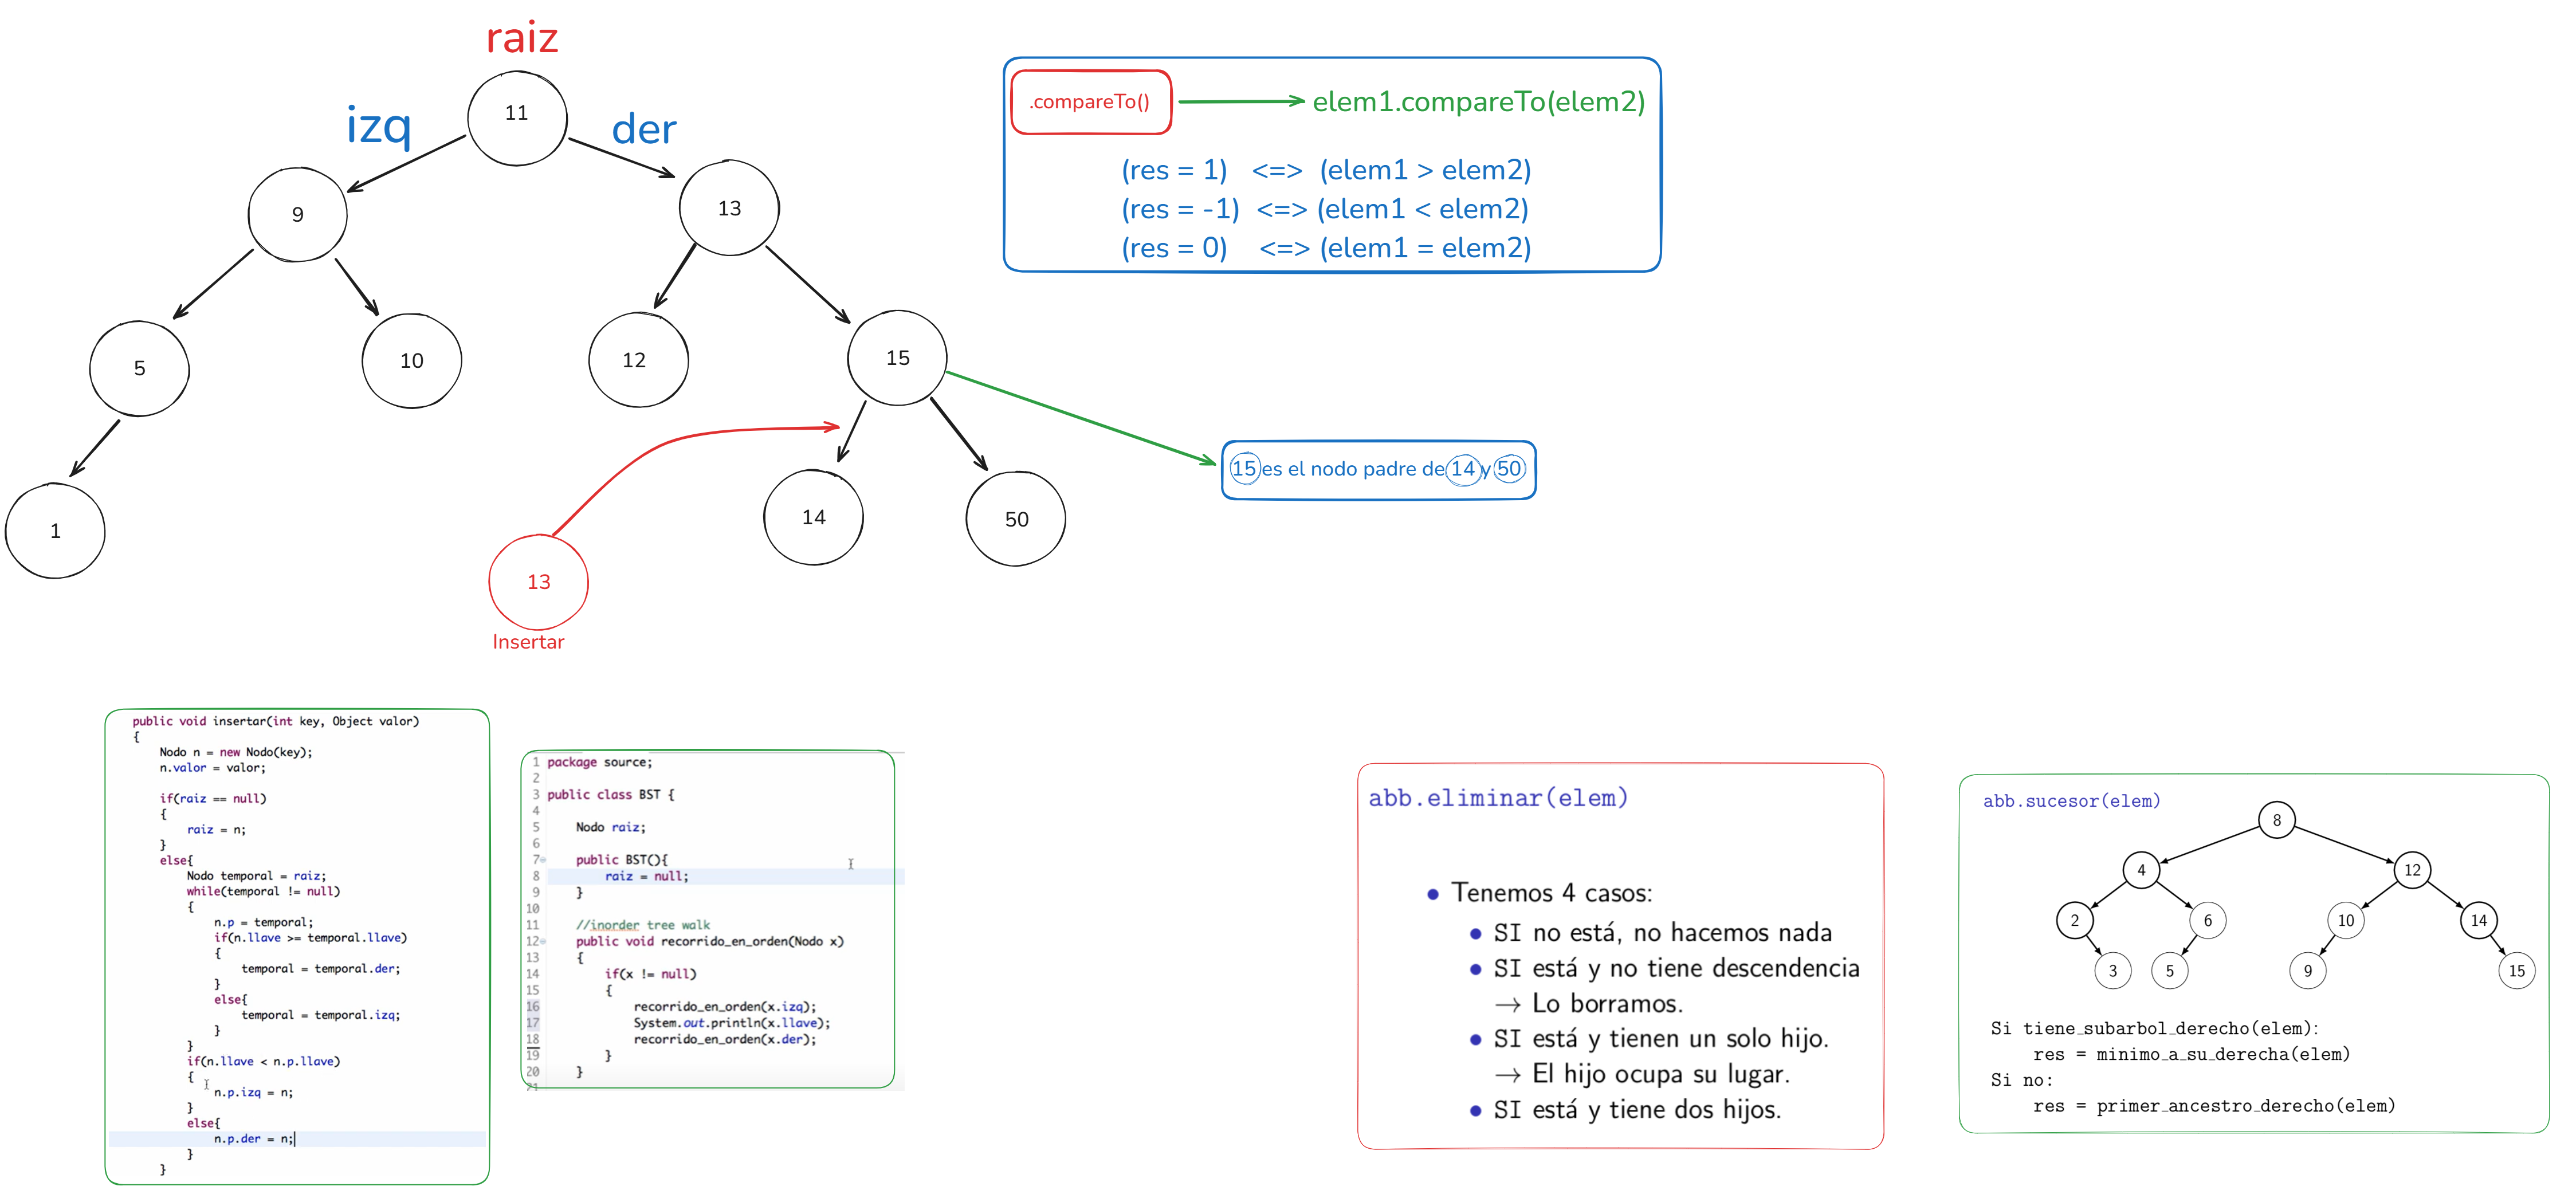 raiz
11
izq
der
9
13
5
10
12
15
1
14
50
13
Insertar
.compareTo()
elem1.compareTo(elem2)
(res = 1) <=> (elem1 > elem2)
(res = -1) <=> (elem1 < elem2)
(res = 0) <=> (elem1 = elem2)
15 es el nodo padre de 14 y 50
public void insertar(int key, Object valor)
{
Nodo n = new Nodo(key);
n.valor = valor;
if(raiz == null)
{
raiz = n;
}
else{
Nodo temporal = raiz;
while(temporal != null)
{
n.p = temporal;
if(n.llave >= temporal.llave)
{
temporal = temporal.der;
}
else{
temporal = temporal.izq;
}
}
if(n.llave < n.p.llave)
{
n.p.izq = n;
}
else{
n.p.der = n;
}
}
1 package source;
2
3 public class BST {
4
5 Nodo raiz;
6
7 public BST(){
8 raiz = null;
9 }
10
11 //inorder tree walk
12 public void recorrido_en_orden(Nodo x)
13 {
14 if(x != null)
15 {
16 recorrido_en_orden(x.izq);
17 System.out.println(x.llave);
18 recorrido_en_orden(x.der);
19 }
20 }
21
abb.eliminar(elem)
• Tenemos 4 casos:
• SI no está, no hacemos nada
• SI está y no tiene descendencia
→ Lo borramos.
• SI está y tienen un solo hijo.
→ El hijo ocupa su lugar.
• SI está y tiene dos hijos.
abb.sucesor(elem)
8
4
12
2
6
10
14
3
5
9
15
Si tiene_subarbol_derecho(elem):
res = minimo_a_su_derecha(elem)
Si no:
res = primer_ancestro_derecho(elem)